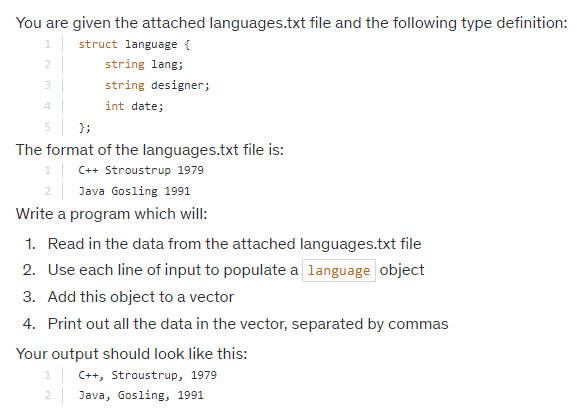 You are given the attached languages.txt file and the following type definition:
1 struct language {
2 string lang;
3 string designer;
4 int date;
5 };
The format of the languages.txt file is:
1 C++ Stroustrup 1979
2 Java Gosling 1991
Write a program which will:
1. Read in the data from the attached languages.txt file
2. Use each line of input to populate a language object
3. Add this object to a vector
4. Print out all the data in the vector, separated by commas
Your output should look like this:
1 C++, Stroustrup, 1979
2 Java, Gosling, 1991